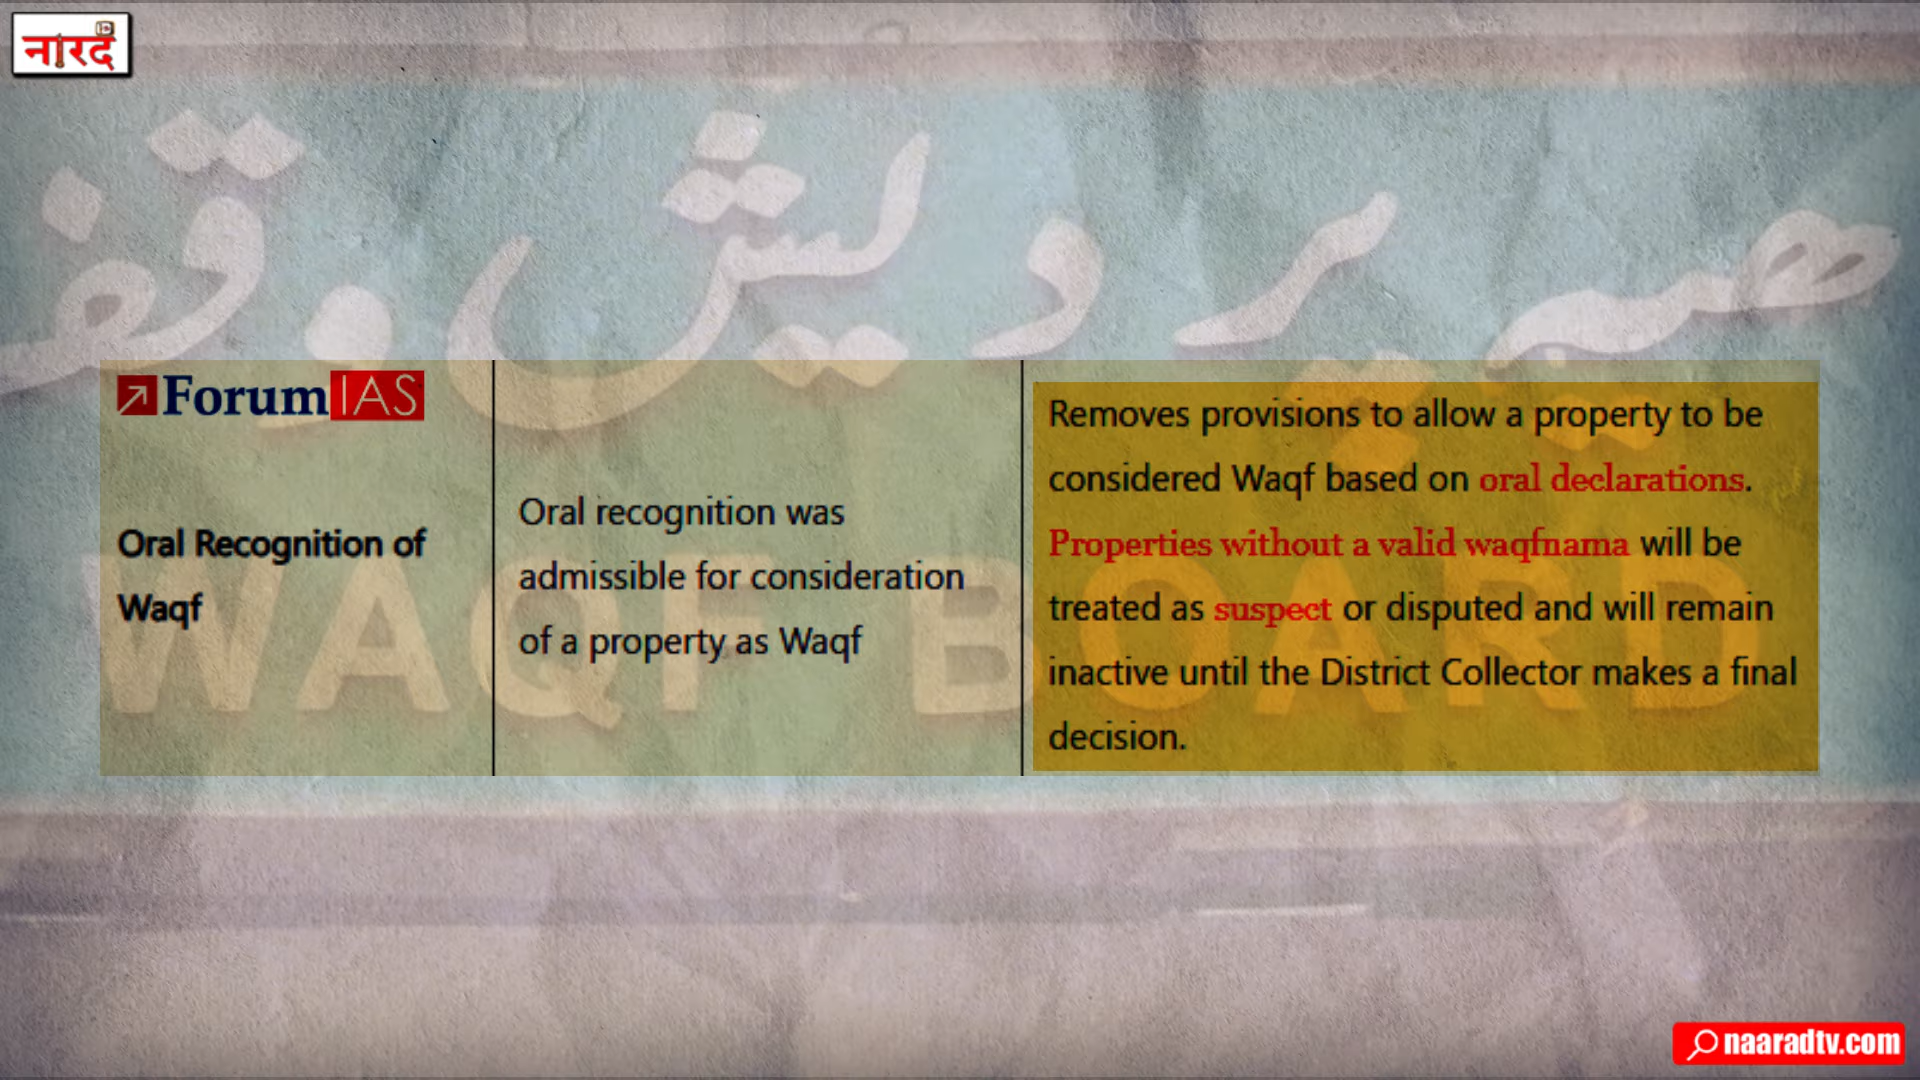 नारद
ForumIAS
Oral Recognition of
Waqf
Oral recognition was
admissible for consideration
of a property as Waqf
Removes provisions to allow a property to be
considered Waqf based on oral declarations.
Properties without a valid waqfnama will be
treated as suspect or disputed and will remain
inactive until the District Collector makes a final
decision.
WAQF BOARD
naaradtv.com